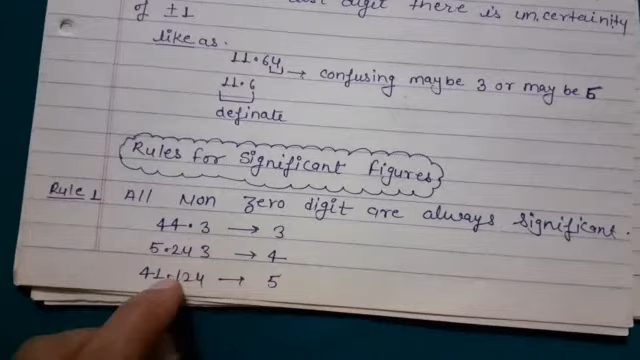 digit there is uncertainity
of ±1
like as.
11.64 → confusing maybe 3 or may be 5
11.6
definate
Rules for Significant figures
Rule 1 All Non zero digit are always significant.
44.3 → 3
5.243 → 4
41.124 → 5